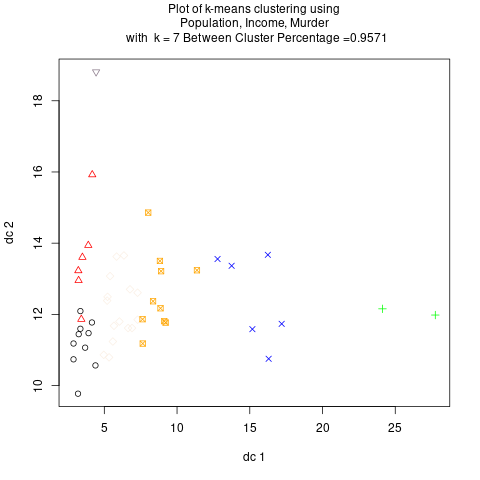 Plot of k-means clustering using
Population, Income, Murder
with k = 7 Between Cluster Percentage =0.9571
dc 2
18
16
14
12
10
5 10 15 20 25
dc 1